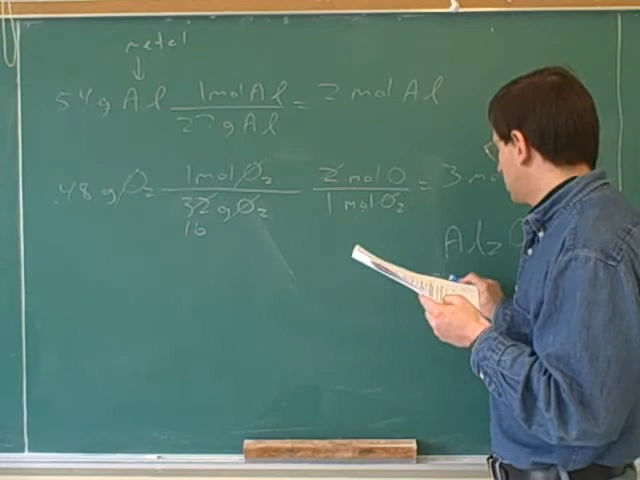 metal
54 g Al 1 mol Al / 27 g Al = 2 mol Al
48 g O₂ 1 mol O₂ / 32 g O₂ 2 mol O / 1 mol O₂ = 3 mo
16
Al₂